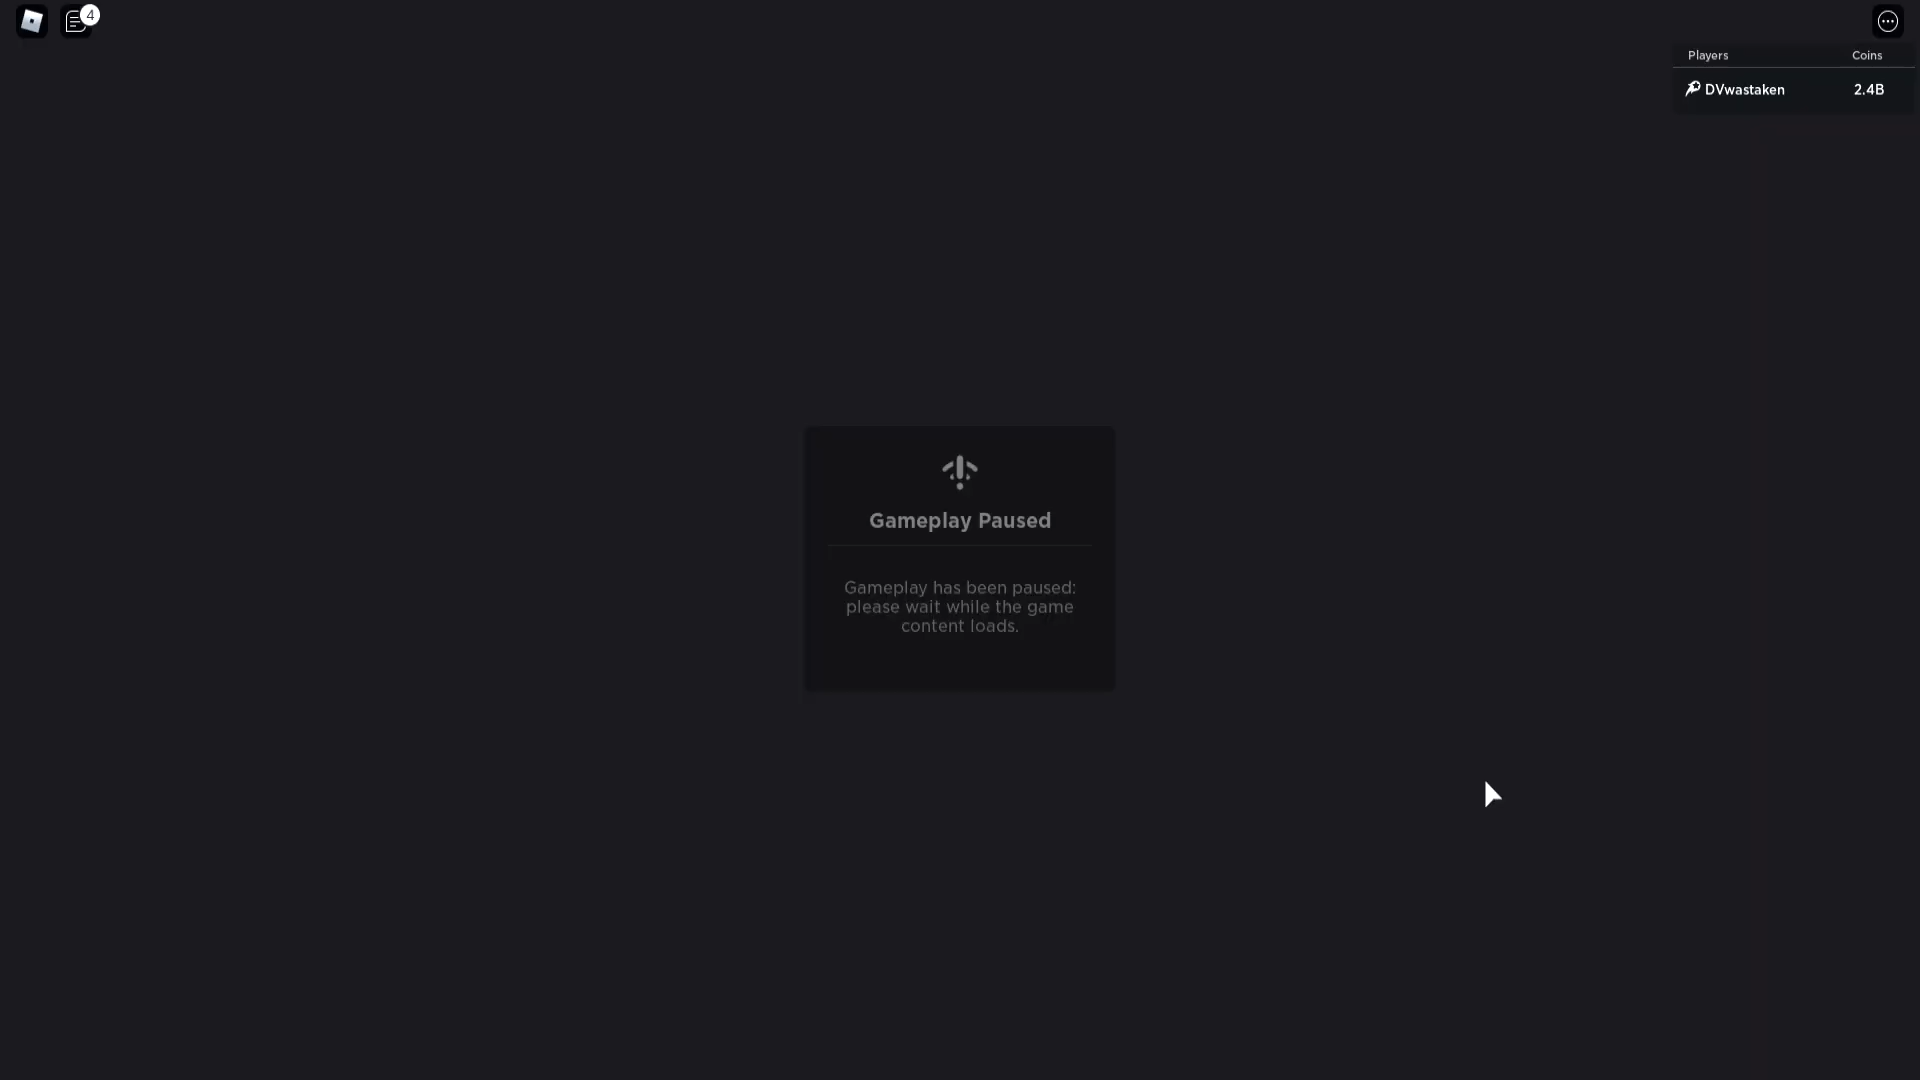 4
Players Coins
DVwastaken 2.4B
Gameplay Paused
Gameplay has been paused:
please wait while the game
content loads.